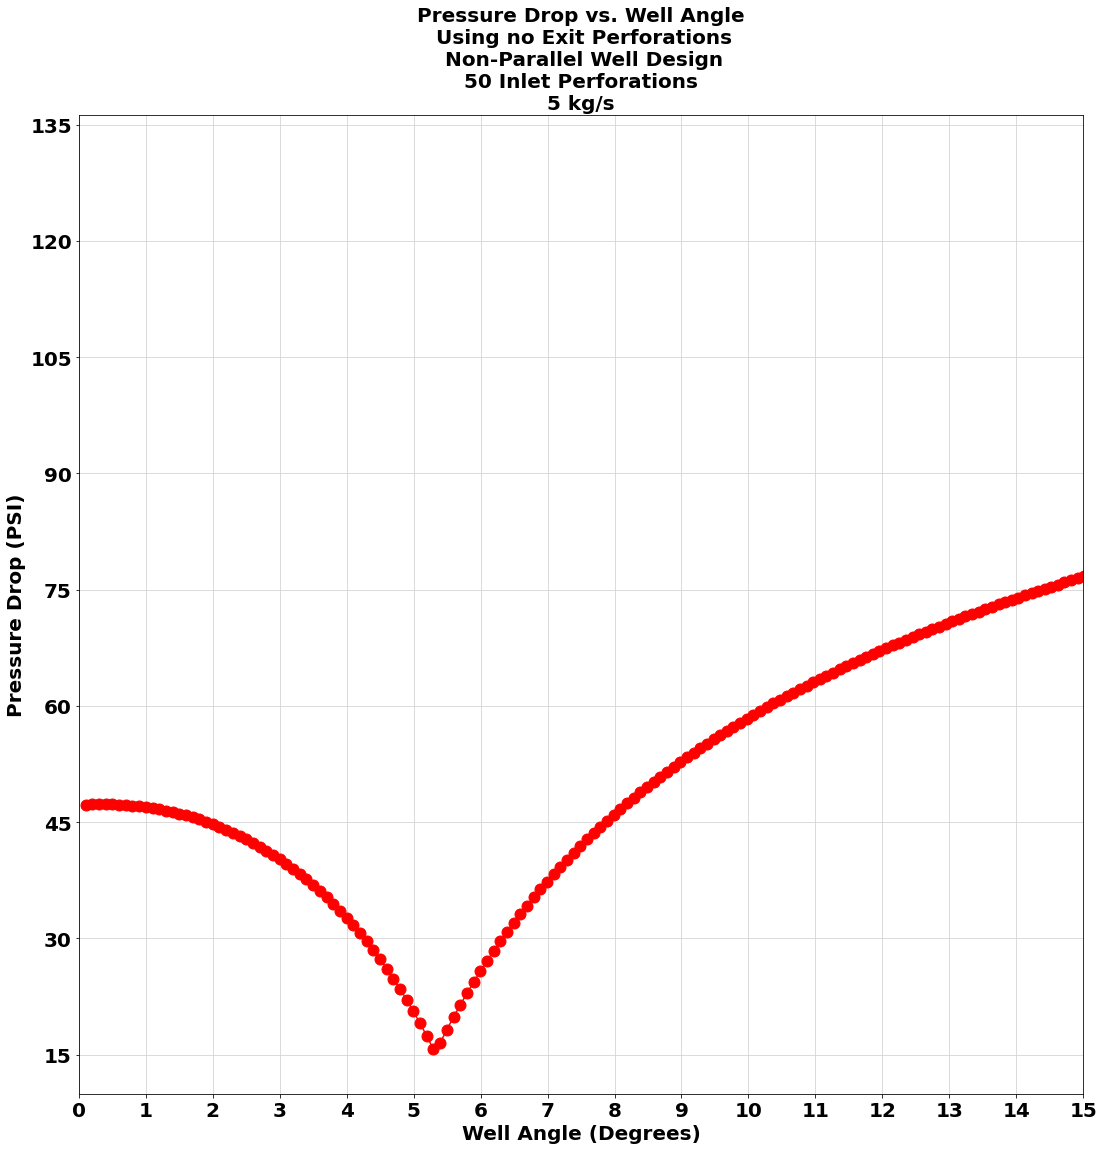 Pressure Drop vs. Well Angle
Using no Exit Perforations
Non-Parallel Well Design
50 Inlet Perforations
5 kg/s
Pressure Drop (PSI)
135
120
105
90
75
60
45
30
15
0 1 2 3 4 5 6 7 8 9 10 11 12 13 14 15
Well Angle (Degrees)